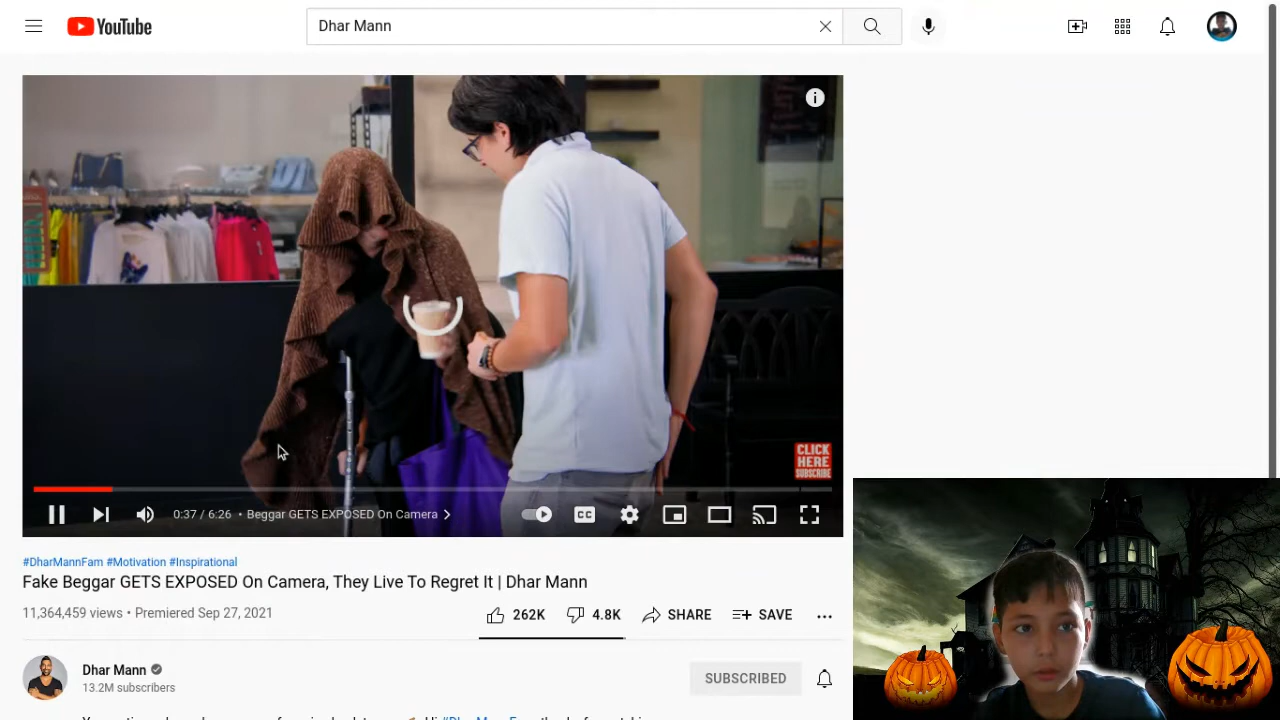 YouTube
Dhar Mann
CLICK
HERE
SUBSCRIBE
0:37 / 6:26 • Beggar GETS EXPOSED On Camera
CC
#DharMannFam #Motivation #Inspirational
Fake Beggar GETS EXPOSED On Camera, They Live To Regret It | Dhar Mann
11,364,459 views • Premiered Sep 27, 2021
262K
4.8K
SHARE
SAVE
Dhar Mann
13.2M subscribers
SUBSCRIBED